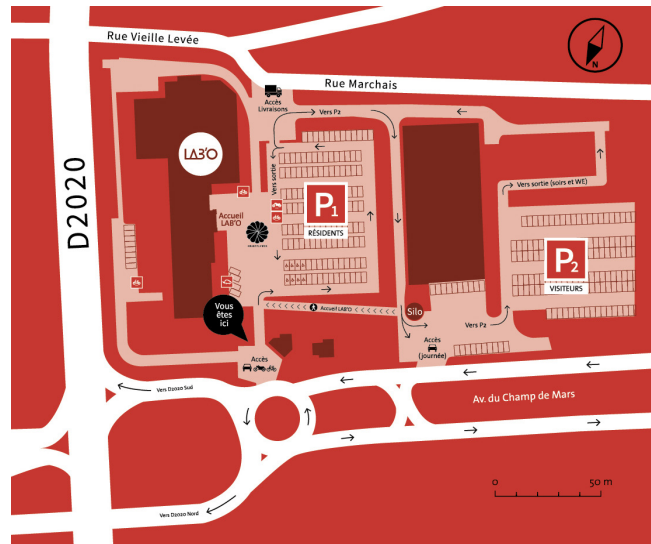 Rue Vieille Levée
Rue Marchais
N
Accès
Livraisons
Vers P2
LAB'O
D2020
Vers sortie
Vers sortie (soirs et WE)
Accueil
LAB'O
P1
RÉSIDENTS
P2
VISITEURS
Vous
êtes
ici
Accueil LAB'O
Silo
Vers P2
Accès
(journée)
Accès
Vers D2020 Sud
Av. du Champ de Mars
0 50 m
Vers D2020 Nord